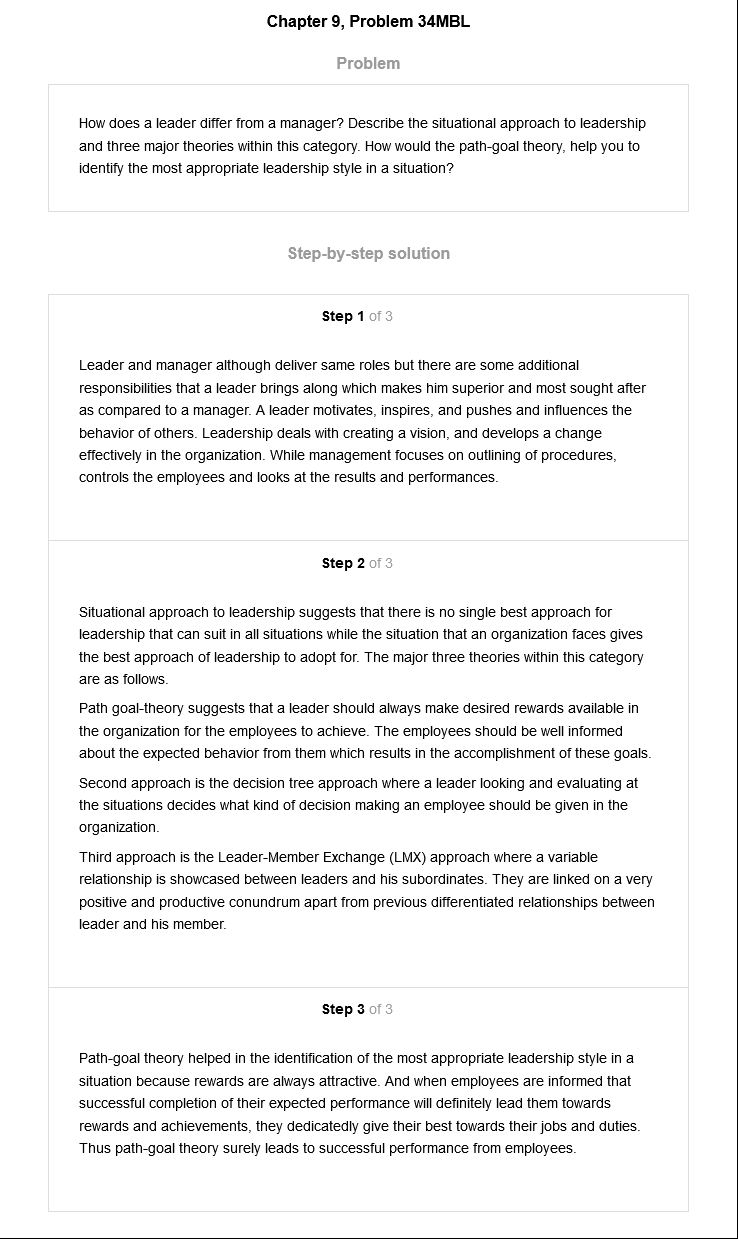 Chapter 9, Problem 34MBL
Problem
How does a leader differ from a manager? Describe the situational approach to leadership
and three major theories within this category. How would the path-goal theory, help you to
identify the most appropriate leadership style in a situation?
Step-by-step solution
Step 1 of 3
Leader and manager although deliver same roles but there are some additional
responsibilities that a leader brings along which makes him superior and most sought after
as compared to a manager. A leader motivates, inspires, and pushes and influences the
behavior of others. Leadership deals with creating a vision, and develops a change
effectively in the organization. While management focuses on outlining of procedures,
controls the employees and looks at the results and performances.
Step 2 of 3
Situational approach to leadership suggests that there is no single best approach for
leadership that can suit in all situations while the situation that an organization faces gives
the best approach of leadership to adopt for. The major three theories within this category
are as follows.
Path goal-theory suggests that a leader should always make desired rewards available in
the organization for the employees to achieve. The employees should be well informed
about the expected behavior from them which results in the accomplishment of these goals.
Second approach is the decision tree approach where a leader looking and evaluating at
the situations decides what kind of decision making an employee should be given in the
organization.
Third approach is the Leader-Member Exchange (LMX) approach where a variable
relationship is showcased between leaders and his subordinates. They are linked on a very
positive and productive conundrum apart from previous differentiated relationships between
leader and his member.
Step 3 of 3
Path-goal theory helped in the identification of the most appropriate leadership style in a
situation because rewards are always attractive. And when employees are informed that
successful completion of their expected performance will definitely lead them towards
rewards and achievements, they dedicatedly give their best towards their jobs and duties.
Thus path-goal theory surely leads to successful performance from employees.